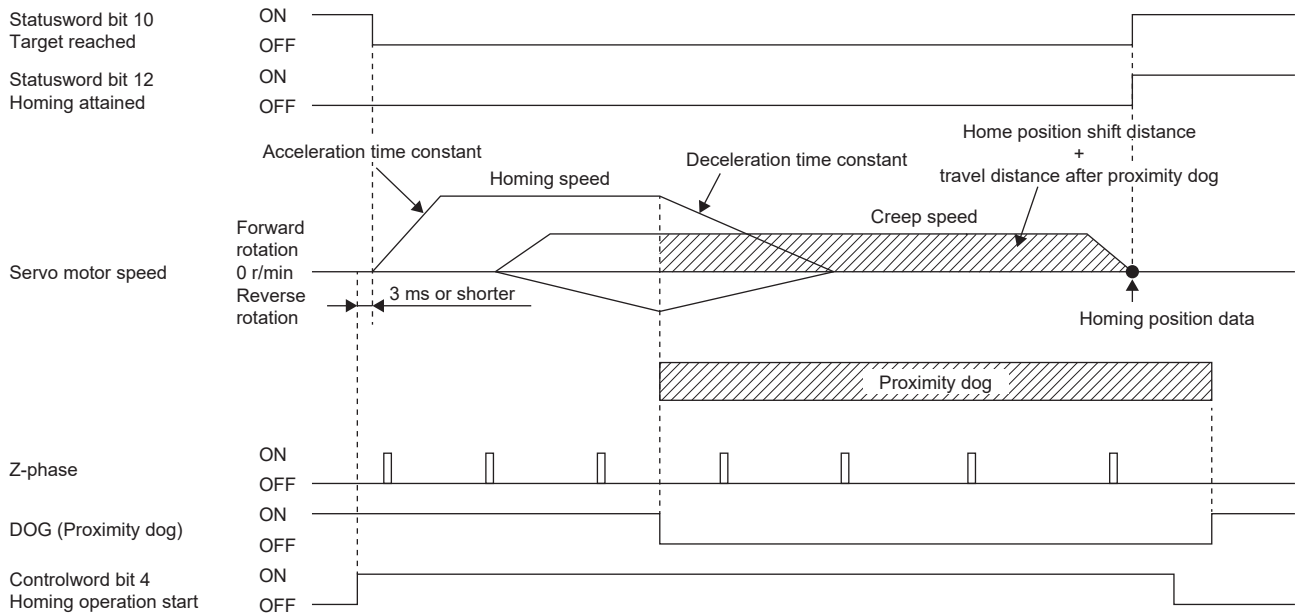 Statusword bit 10
Target reached
ON
OFF
Statusword bit 12
Homing attained
ON
OFF
Acceleration time constant
Homing speed
Deceleration time constant
Home position shift distance
+
travel distance after proximity dog
Creep speed
Servo motor speed
Forward
rotation
0 r/min
Reverse
rotation
3 ms or shorter
Homing position data
Proximity dog
Z-phase
ON
OFF
DOG (Proximity dog)
ON
OFF
Controlword bit 4
Homing operation start
ON
OFF